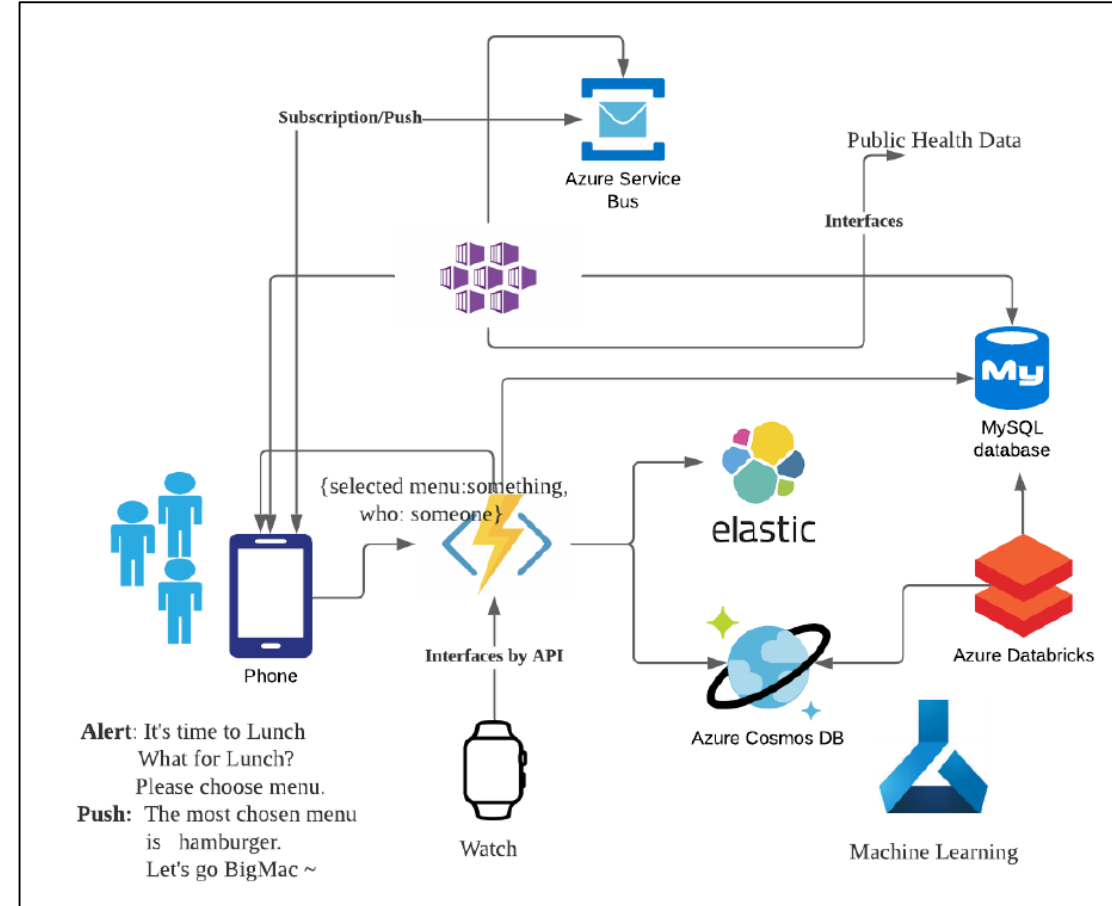 Subscription/Push
Azure Service
Bus
Public Health Data
Interfaces
My
MySQL
database
{selected menu:something,
who: someone}
elastic
Interfaces by API
Phone
Azure Databricks
Azure Cosmos DB
Alert: It's time to Lunch
What for Lunch?
Please choose menu.
Push: The most chosen menu
is hamburger.
Let's go BigMac ~
Watch
Machine Learning